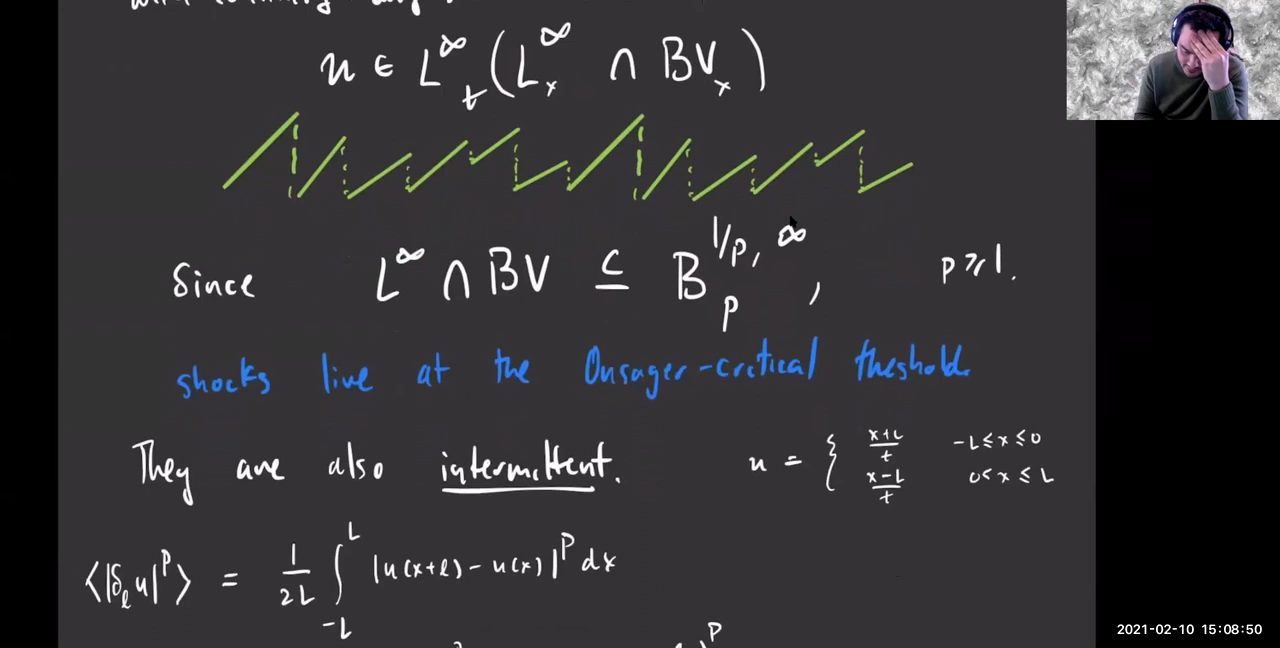 u ∈ L^∞_t (L^∞_x ∩ BV_x)
Since L^∞ ∩ BV ⊆ B_p^{1/p, ∞}, p ≥ 1.
shocks live at the Onsager-critical threshold.
They are also intermittent. u = { (x+L)/t -L ≤ x ≤ 0
(x-L)/t 0 < x ≤ L
⟨|δ_ℓ u|^p⟩ = 1/2L ∫_{-L}^{L} |u(x+ℓ) - u(x)|^p dx
p
2021-02-10 15:08:50